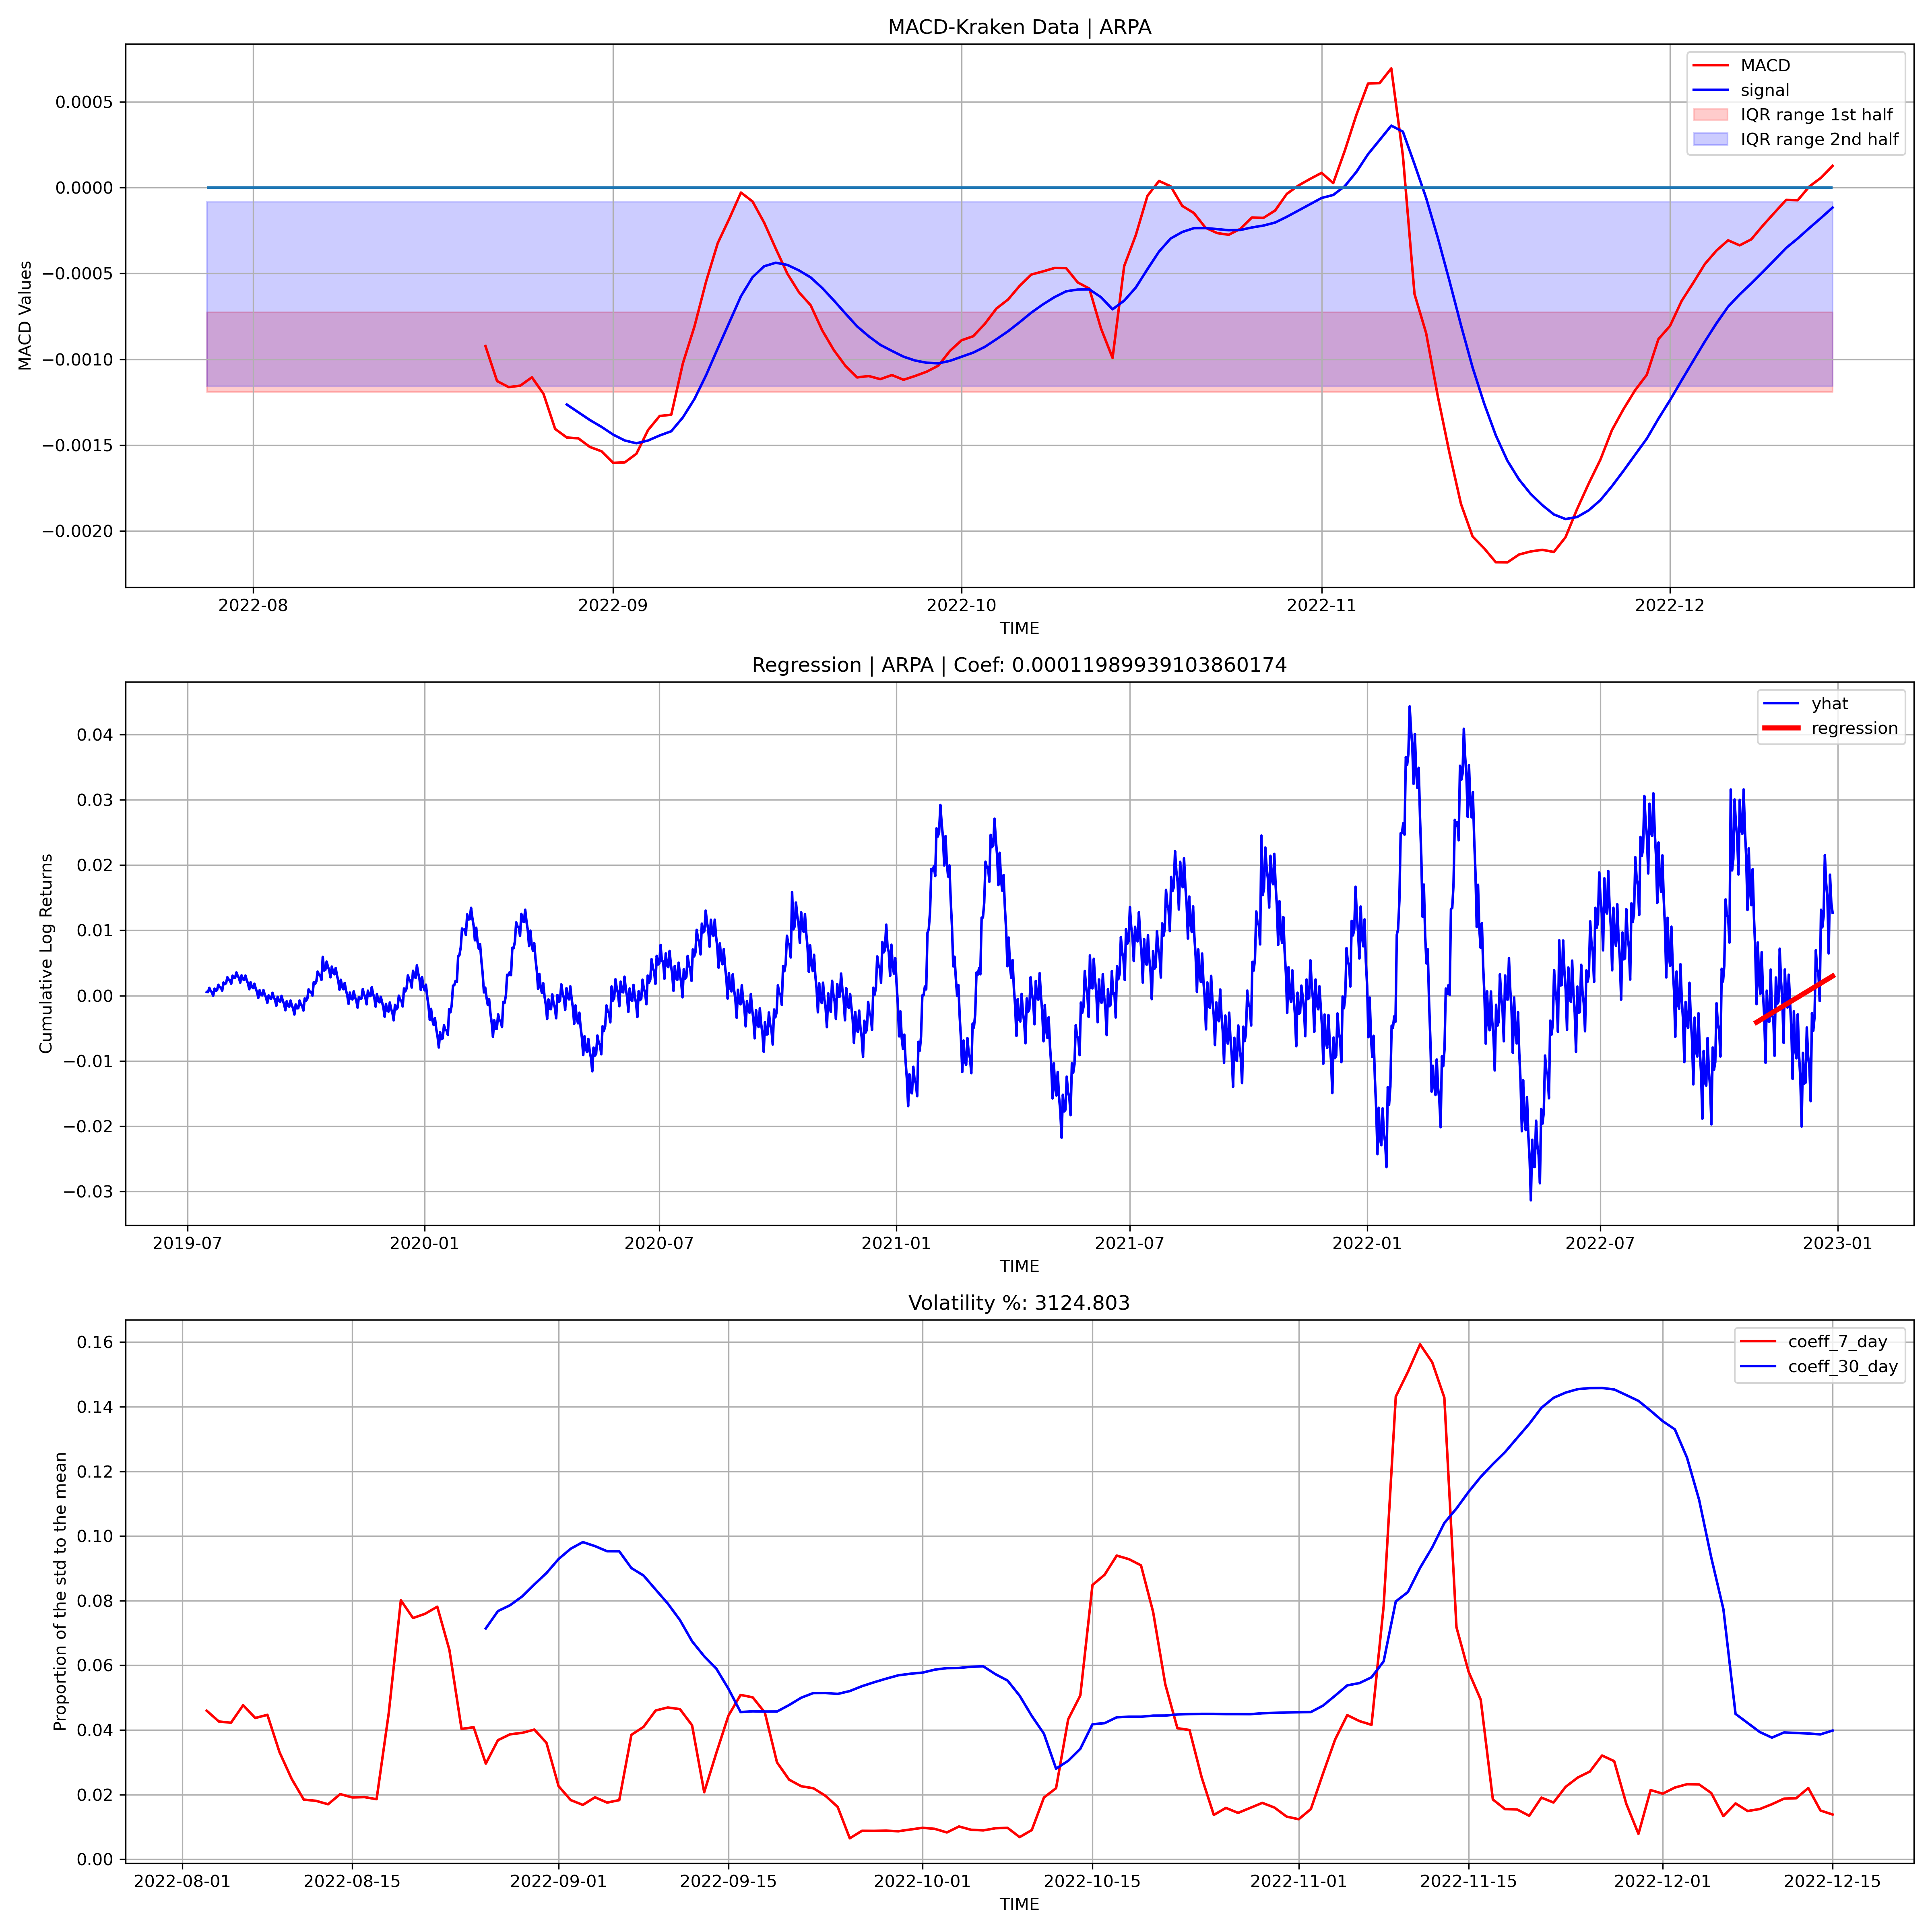 MACD-Kraken Data | ARPA
MACD Values
0.0005
0.0000
−0.0005
−0.0010
−0.0015
−0.0020
MACD
signal
IQR range 1st half
IQR range 2nd half
2022-08
2022-09
2022-10
2022-11
2022-12
TIME
Regression | ARPA | Coef: 0.00011989939103860174
Cumulative Log Returns
0.04
0.03
0.02
0.01
0.00
−0.01
−0.02
−0.03
yhat
regression
2019-07
2020-01
2020-07
2021-01
2021-07
2022-01
2022-07
2023-01
TIME
Volatility %: 3124.803
Proportion of the std to the mean
0.16
0.14
0.12
0.10
0.08
0.06
0.04
0.02
0.00
coeff_7_day
coeff_30_day
2022-08-01
2022-08-15
2022-09-01
2022-09-15
2022-10-01
2022-10-15
2022-11-01
2022-11-15
2022-12-01
2022-12-15
TIME